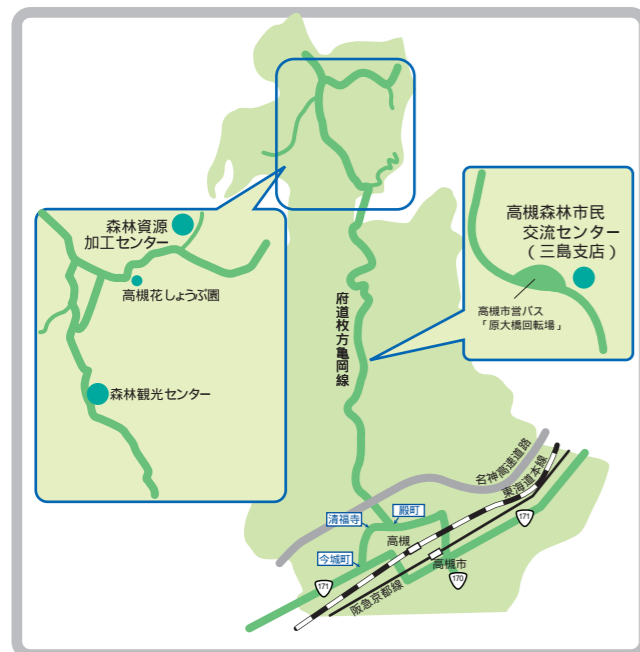 森林資源
加工センター
高槻花しょうぶ園
森林観光センター
高槻森林市民
交流センター
(三島支店)
高槻市営バス
「原大橋回転場」
府道枚方亀岡線
名神高速道路
東海道本線
清福寺
殿町
高槻
171
今城町
高槻市
171
170
阪急京都線